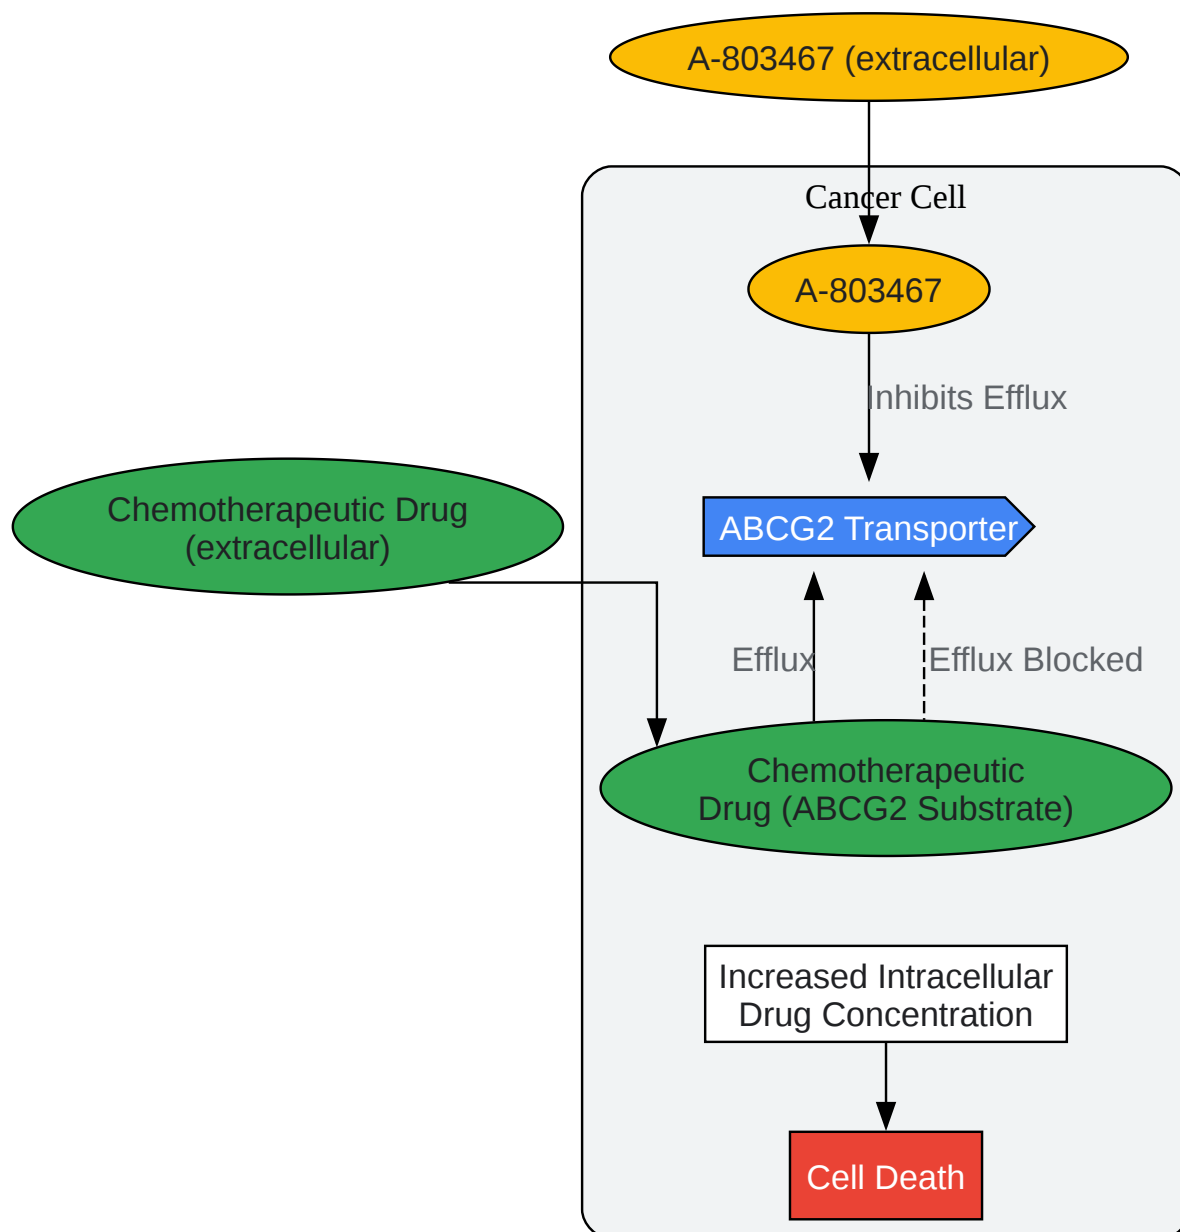 A-803467 (extracellular)
Cancer Cell
A-803467
Inhibits Efflux
Chemotherapeutic Drug
(extracellular)
ABCG2 Transporter
Efflux
Efflux Blocked
Chemotherapeutic
Drug (ABCG2 Substrate)
Increased Intracellular
Drug Concentration
Cell Death